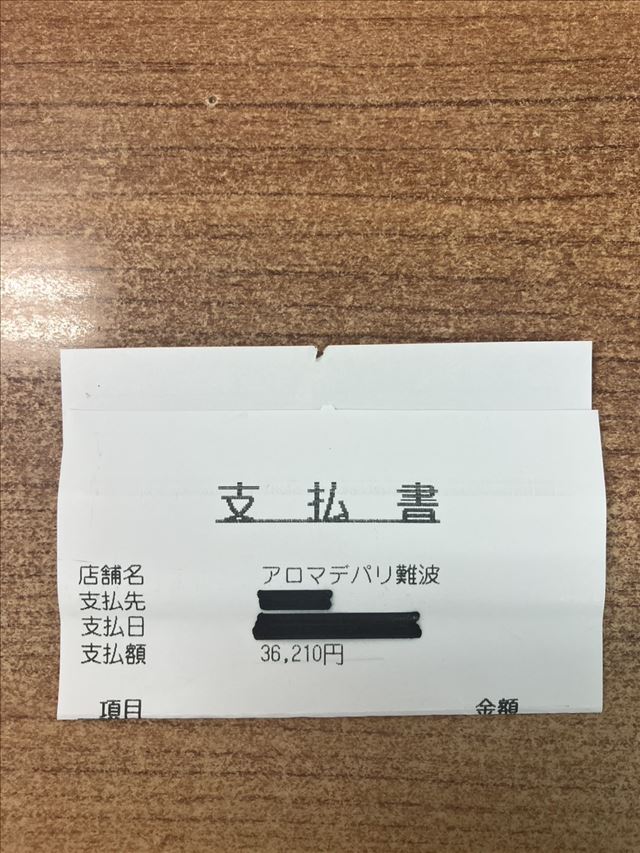 支払書
店舗名 アロマデパリ難波
支払先
支払日
支払額 36,210円
項目 金額